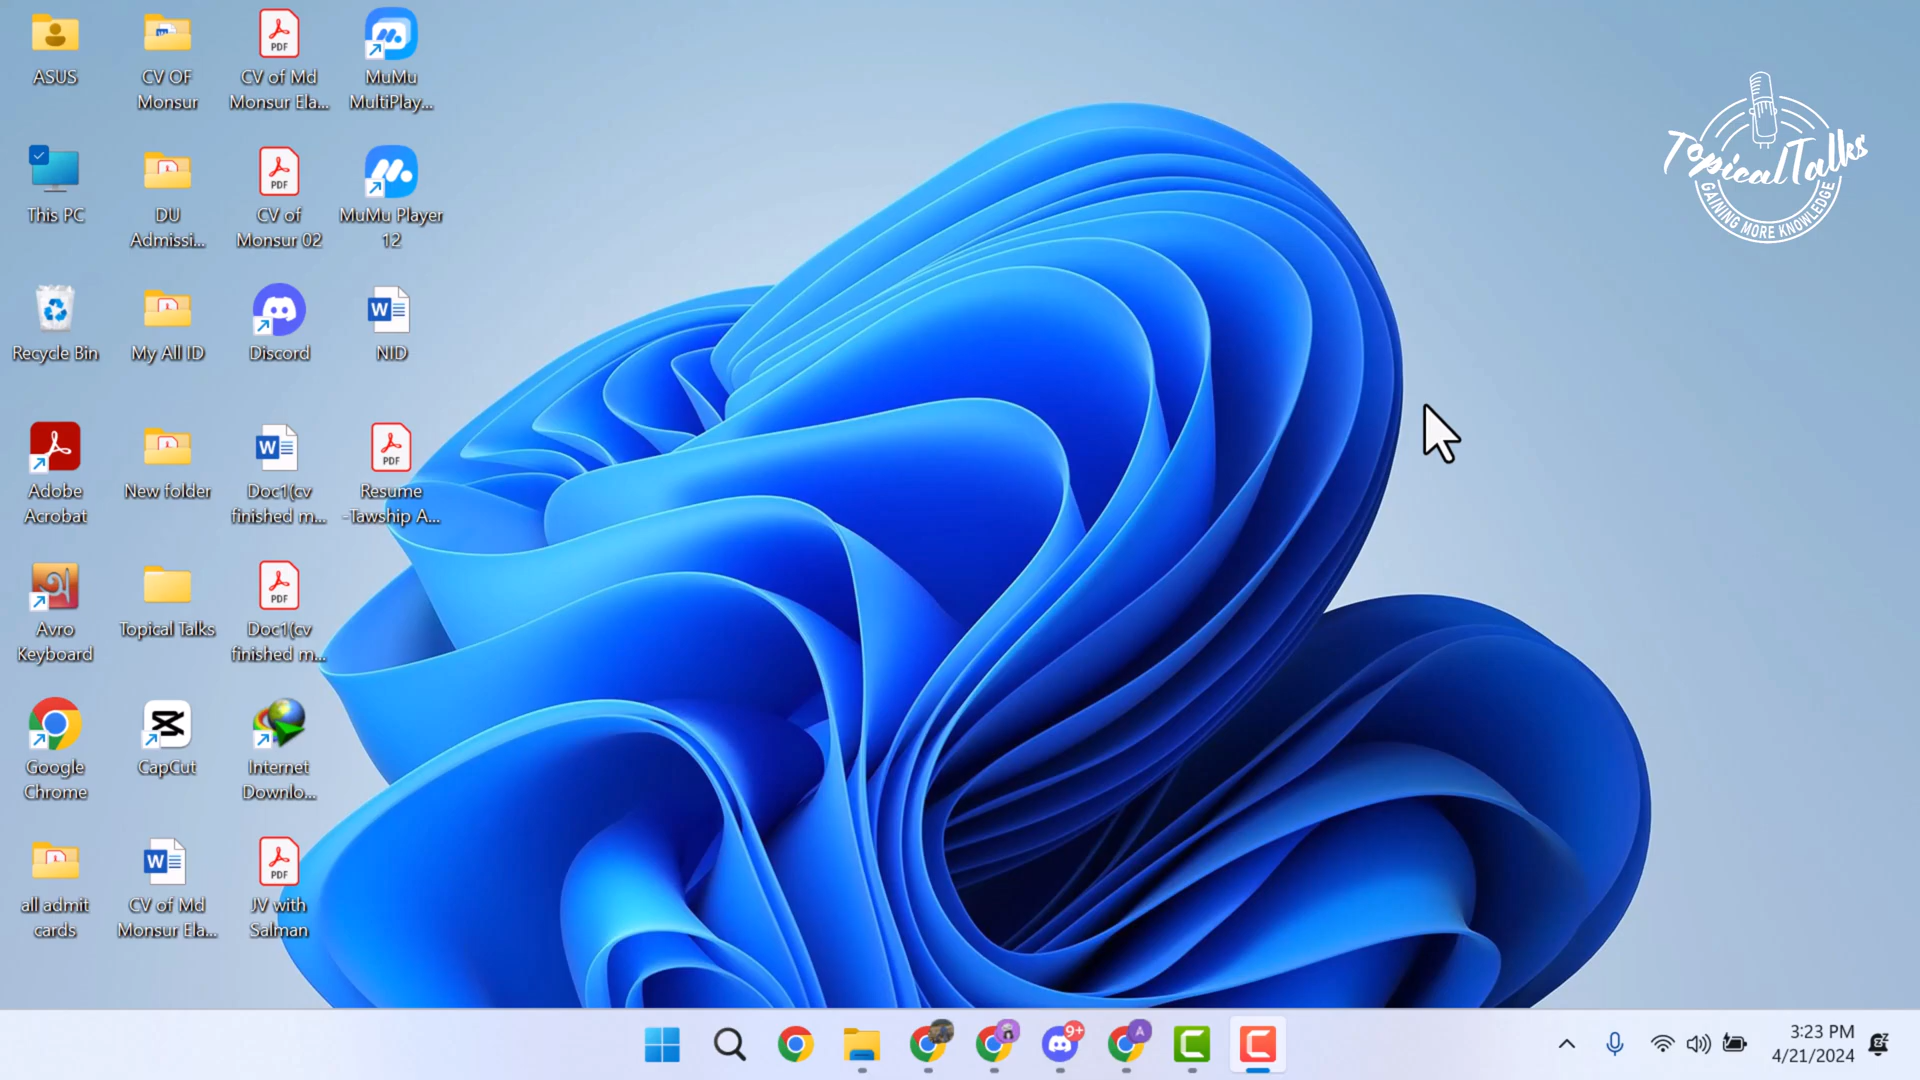 ASUS
CV OF
Monsur
CV of Md
Monsur Ela...
MuMu
MultiPlay...
This PC
DU
Admissi...
CV of
Monsur 02
MuMu Player
12
Recycle Bin
My All ID
Discord
NID
Adobe
Acrobat
New folder
Doc1(cv
finished m...
Resume
-Tawship A...
Avro
Keyboard
Topical Talks
Doc1(cv
finished m...
Google
Chrome
CapCut
Internet
Downlo...
all admit
cards
CV of Md
Monsur Ela...
JV with
Salman
PDF
PDF
PDF
PDF
PDF
W
W
W
অ
TopicalTalks
GAINING MORE KNOWLEDGE
9+
A
3:23 PM
4/21/2024